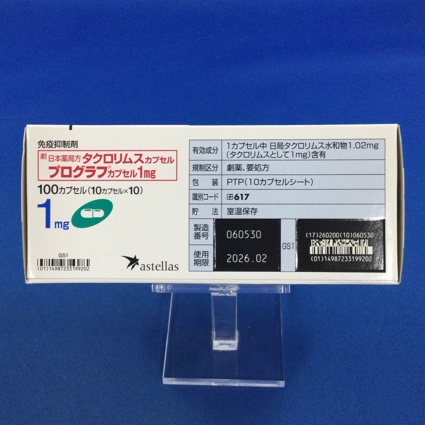 免疫抑制剤
劇 日本薬局方 タクロリムスカプセル
プログラフカプセル1mg
100カプセル(10カプセル×10)
1mg
GS1
(01)14987233199202
astellas
有効成分 1カプセル中 日局タクロリムス水和物1.02mg
(タクロリムスとして1mg)含有
規制区分 劇薬、要処方
包 装 PTP(10カプセルシート)
識別コード 617
貯 法 室温保存
製造番号 060530
使用期限 2026.02
GS1
(17)260200(10)060530
(01)14987233199202